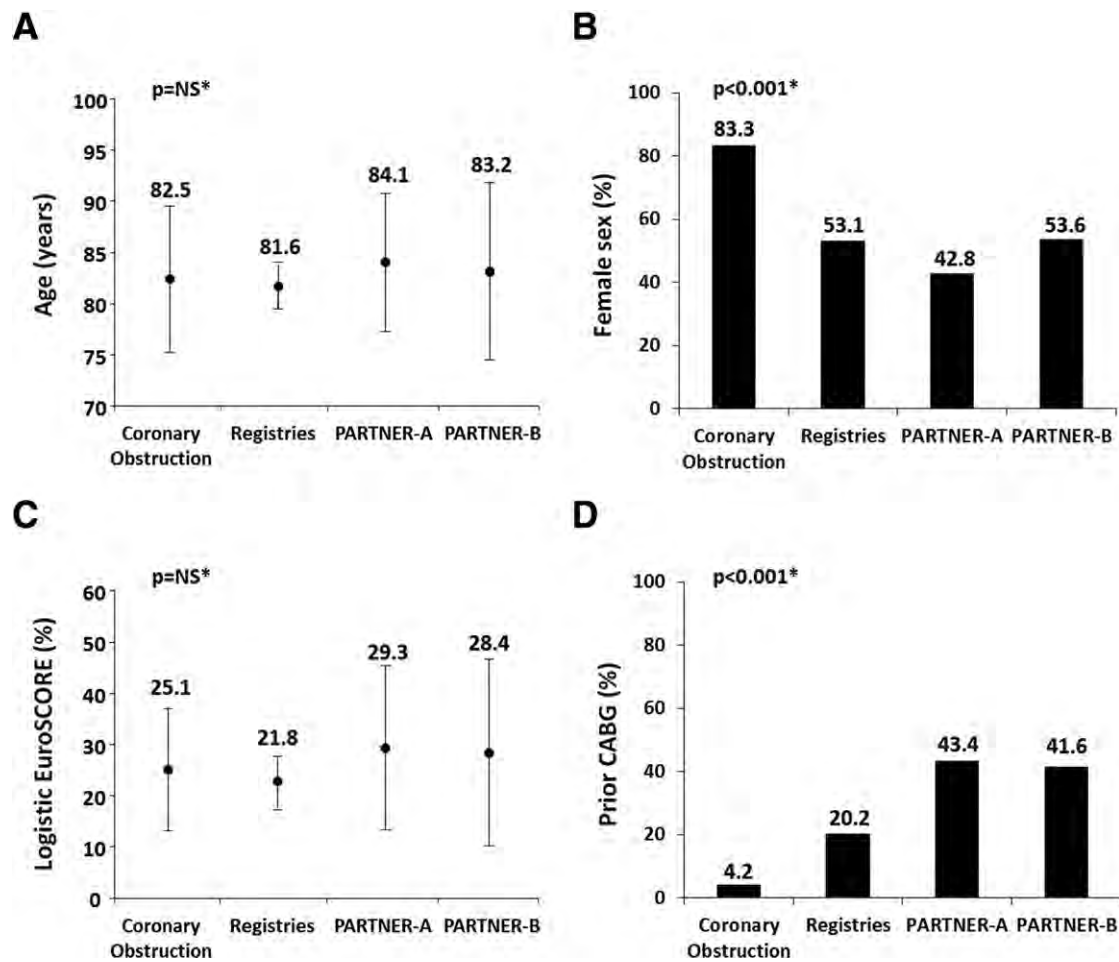 A
p=NS*
Age (years)
100
95
90
85
80
75
70
82.5
81.6
84.1
83.2
Coronary Obstruction
Registries
PARTNER-A
PARTNER-B
B
p<0.001*
Female sex (%)
100
80
60
40
20
0
83.3
53.1
42.8
53.6
Coronary Obstruction
Registries
PARTNER-A
PARTNER-B
C
p=NS*
Logistic EuroSCORE (%)
60
50
40
30
20
10
0
25.1
21.8
29.3
28.4
Coronary Obstruction
Registries
PARTNER-A
PARTNER-B
D
p<0.001*
Prior CABG (%)
100
80
60
40
20
0
4.2
20.2
43.4
41.6
Coronary Obstruction
Registries
PARTNER-A
PARTNER-B